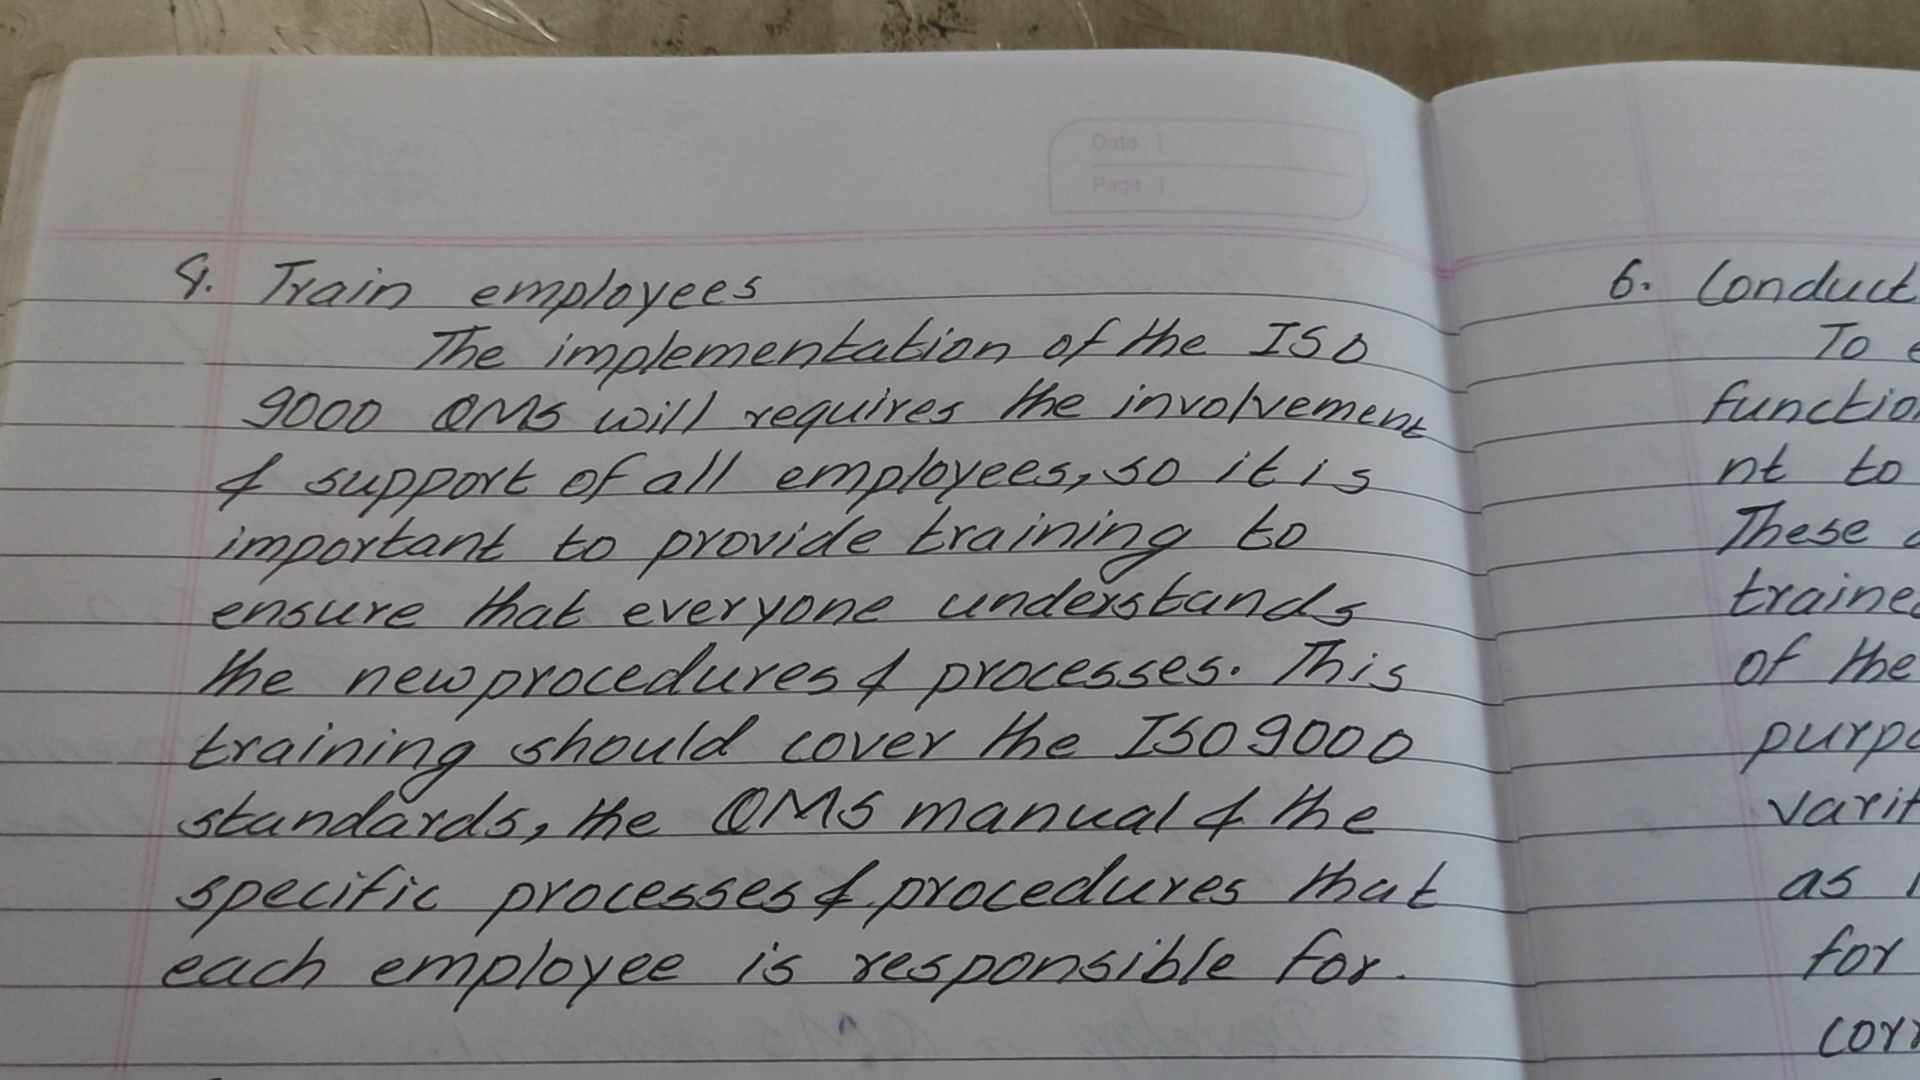 Date
Page
4. Train employees
The implementation of the ISO
9000 QMS will requires the involvement
& support of all employees, so it is
important to provide training to
ensure that everyone understands
the new procedures & processes. This
training should cover the ISO 9000
standards, the QMS manual & the
specific processes & procedures that
each employee is responsible for.
6. Conduct
To
functio
nt to
These
traine
of the
purpo
varif
as
for
corr